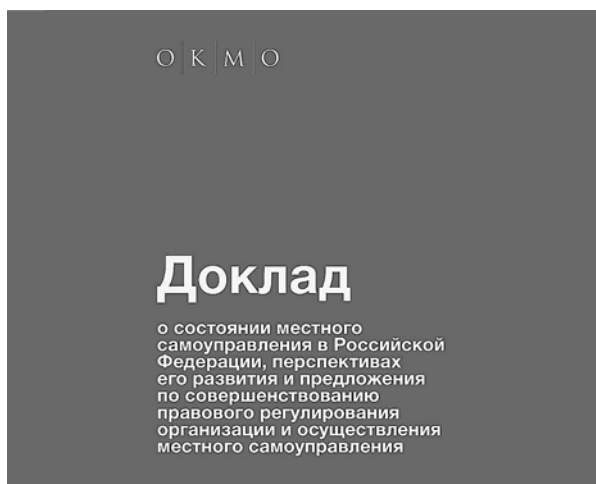 О|К|М|О
Доклад
о состоянии местного
самоуправления в Российской
Федерации, перспективах
его развития и предложения
по совершенствованию
правового регулирования
организации и осуществления
местного самоуправления